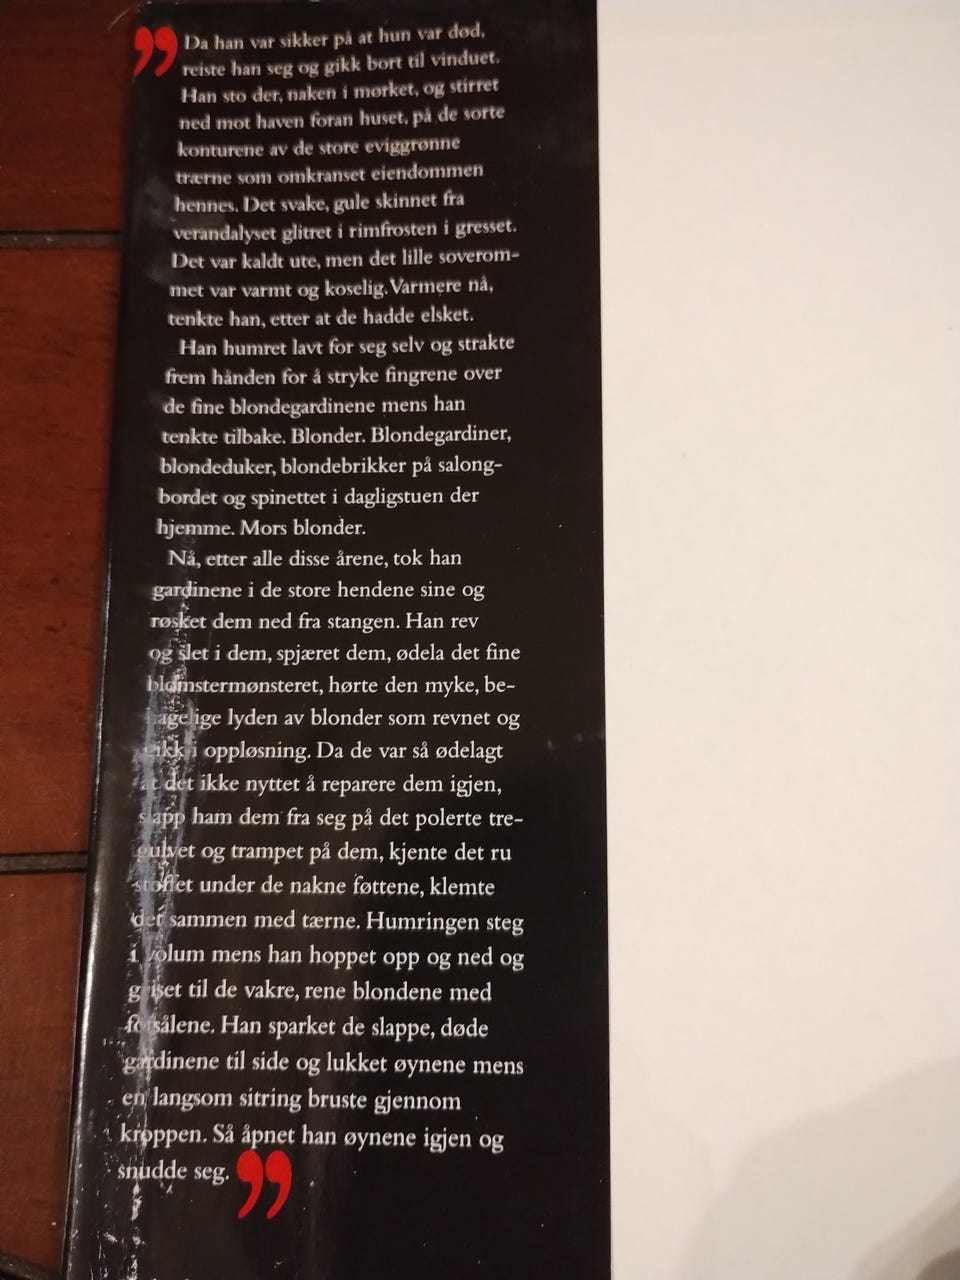 ” Da han var sikker på at hun var død,
reiste han seg og gikk bort til vinduet.
Han sto der, naken i mørket, og stirret
ned mot haven foran huset, på de sorte
konturene av de store eviggrønne
trærne som omkranset eiendommen
hennes. Det svake, gule skinnet fra
verandalyset glitret i rimfrosten i gresset.
Det var kaldt ute, men det lille soverom-
met var varmt og koselig. Varmere nå,
tenkte han, etter at de hadde elsket.
Han humret lavt for seg selv og strakte
frem hånden for å stryke fingrene over
de fine blondegardinene mens han
tenkte tilbake. Blonder. Blondegardiner,
blondeduker, blondebrikker på salong-
bordet og spinettet i dagligstuen der
hjemme. Mors blonder.
Nå, etter alle disse årene, tok han
gardinene i de store hendene sine og
røsket dem ned fra stangen. Han rev
og slet i dem, spjæret dem, ødela det fine
blomstermønsteret, hørte den myke, be-
hagelige lyden av blonder som revnet og
gikk i oppløsning. Da de var så ødelagt
at det ikke nyttet å reparere dem igjen,
slapp ham dem fra seg på det polerte tre-
gulvet og trampet på dem, kjente det ru
stoffet under de nakne føttene, klemte
det sammen med tærne. Humringen steg
i volum mens han hoppet opp og ned og
griset til de vakre, rene blondene med
fotsålene. Han sparket de slappe, døde
gardinene til side og lukket øynene mens
en langsom sitring bruste gjennom
kroppen. Så åpnet han øynene igjen og
snudde seg. ”